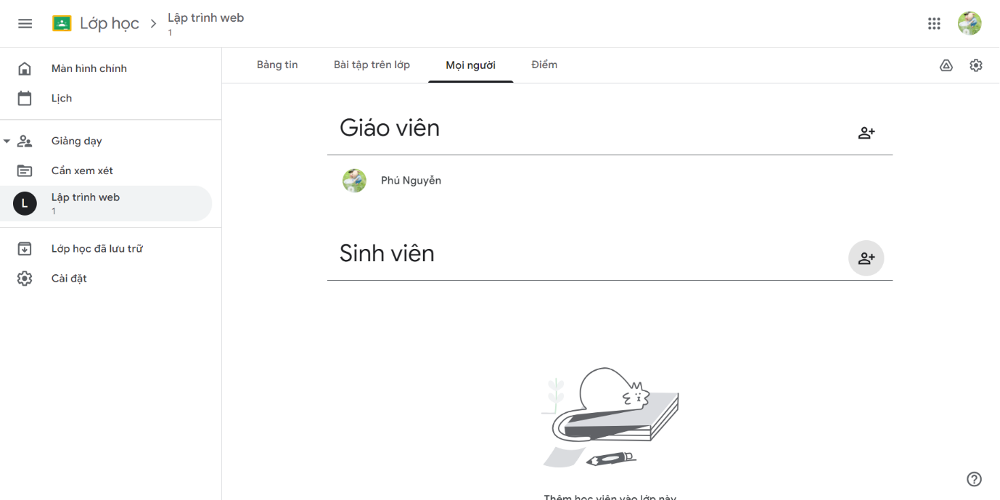 Lớp học
Lập trình web
1
Màn hình chính
Lịch
Giảng dạy
Cần xem xét
L
Lập trình web
1
Lớp học đã lưu trữ
Cài đặt
Bảng tin
Bài tập trên lớp
Mọi người
Điểm
Giáo viên
Phú Nguyễn
Sinh viên
Thêm học viên vào lớp này